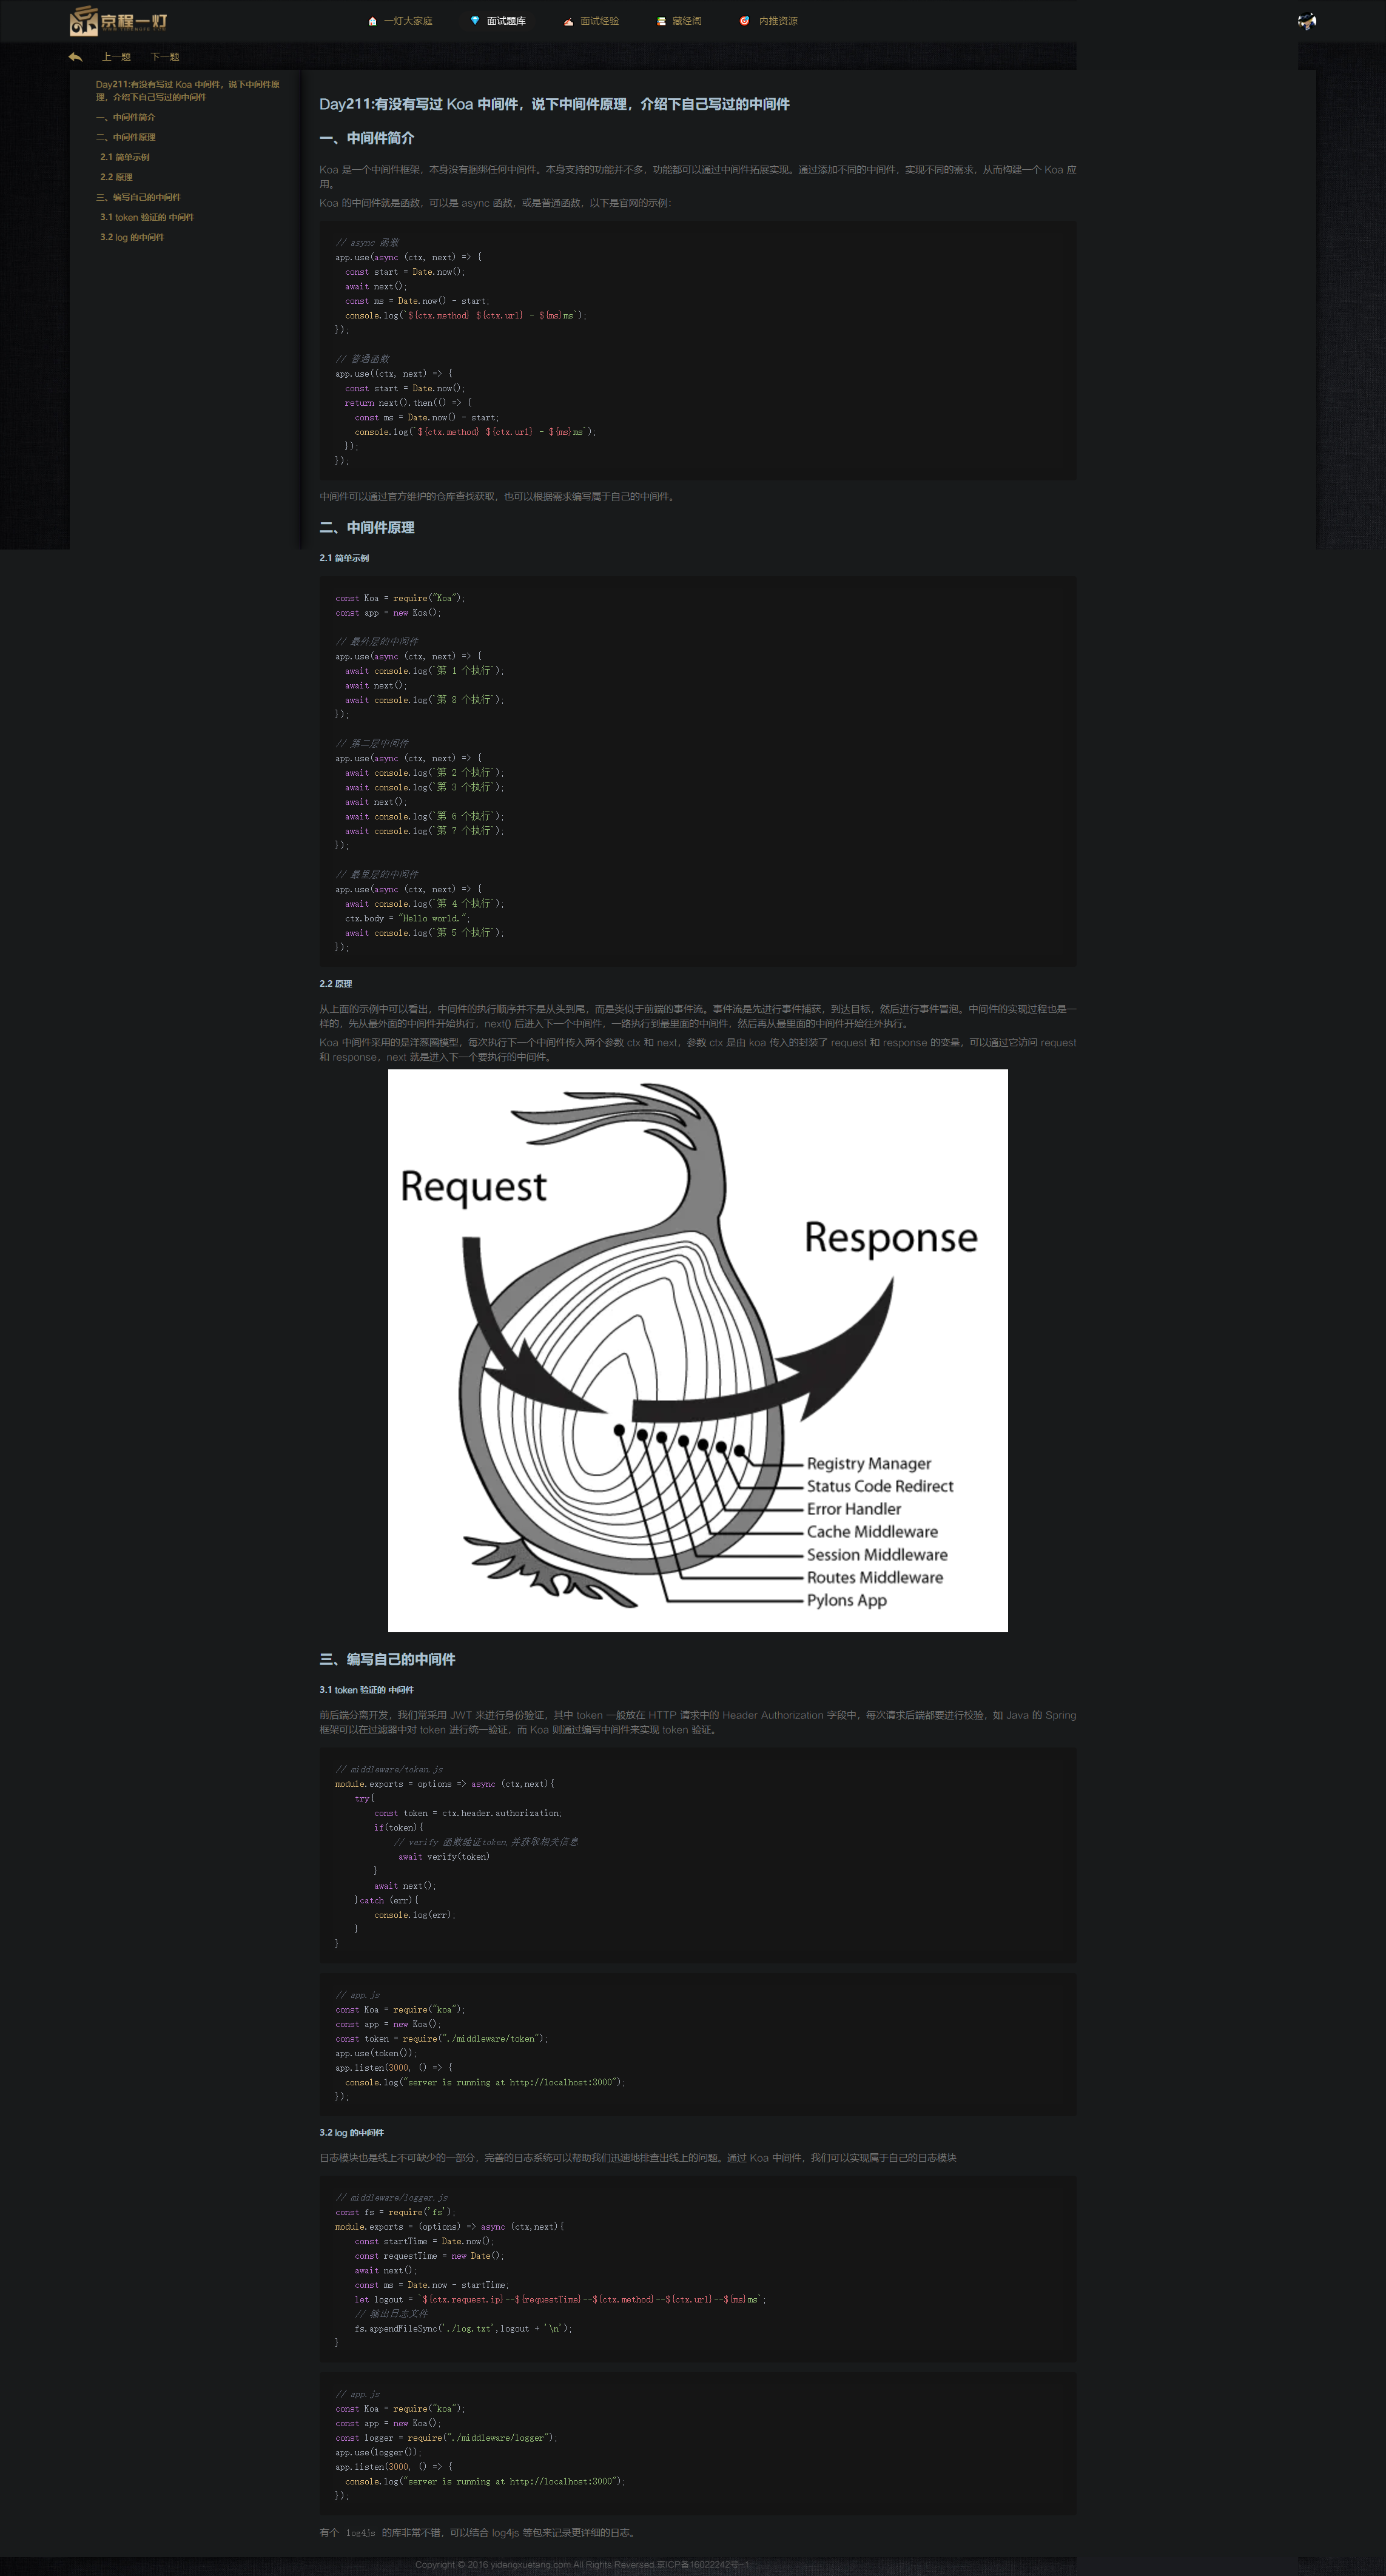 京程一灯
一灯大家庭
面试题库
面试经验
藏经阁
内推资源
上一题 下一题
Day211:有没有写过 Koa 中间件，说下中间件原
理，介绍下自己写过的中间件
一、中间件简介
二、中间件原理
2.1 简单示例
2.2 原理
三、编写自己的中间件
3.1 token 验证的 中间件
3.2 log 的中间件
Day211:有没有写过 Koa 中间件，说下中间件原理，介绍下自己写过的中间件
一、中间件简介
Koa 是一个中间件框架，本身没有捆绑任何中间件。本身支持的功能并不多，功能都可以通过中间件拓展实现。通过添加不同的中间件，实现不同的需求，从而构建一个 Koa 应
用。
Koa 的中间件就是函数，可以是 async 函数，或是普通函数，以下是官网的示例：
// async 函数
app.use(async (ctx, next) => {
  const start = Date.now();
  await next();
  const ms = Date.now() - start;
  console.log(`${ctx.method} ${ctx.url} - ${ms}ms`);
});
// 普通函数
app.use((ctx, next) => {
  const start = Date.now();
  return next().then(() => {
    const ms = Date.now() - start;
    console.log(`${ctx.method} ${ctx.url} - ${ms}ms`);
  });
});
中间件可以通过官方维护的仓库查找获取，也可以根据需求编写属于自己的中间件。
二、中间件原理
2.1 简单示例
const Koa = require("Koa");
const app = new Koa();
// 最外层的中间件
app.use(async (ctx, next) => {
  await console.log(`第 1 个执行`);
  await next();
  await console.log(`第 8 个执行`);
});
// 第二层中间件
app.use(async (ctx, next) => {
  await console.log(`第 2 个执行`);
  await console.log(`第 3 个执行`);
  await next();
  await console.log(`第 6 个执行`);
  await console.log(`第 7 个执行`);
});
// 最里层的中间件
app.use(async (ctx, next) => {
  await console.log(`第 4 个执行`);
  ctx.body = "Hello world.";
  await console.log(`第 5 个执行`);
});
2.2 原理
从上面的示例中可以看出，中间件的执行顺序并不是从头到尾，而是类似于前端的事件流。事件流是先进行事件捕获，到达目标，然后进行事件冒泡。中间件的实现过程也是一
样的，先从最外面的中间件开始执行，next() 后进入下一个中间件，一路执行到最里面的中间件，然后再从最里面的中间件开始往外执行。
Koa 中间件采用的是洋葱圈模型，每次执行下一个中间件传入两个参数 ctx 和 next，参数 ctx 是由 koa 传入的封装了 request 和 response 的变量，可以通过它访问 request
和 response，next 就是进入下一个要执行的中间件。
Request
Response
Registry Manager
Status Code Redirect
Error Handler
Cache Middleware
Session Middleware
Routes Middleware
Pylons App
三、编写自己的中间件
3.1 token 验证的 中间件
前后端分离开发，我们常采用 JWT 来进行身份验证，其中 token 一般放在 HTTP 请求中的 Header Authorization 字段中，每次请求后端都要进行校验，如 Java 的 Spring
框架可以在过滤器中对 token 进行统一验证，而 Koa 则通过编写中间件来实现 token 验证。
// middleware/token.js
module.exports = options => async (ctx,next){
    try{
        const token = ctx.header.authorization;
        if(token){
            // verify 函数验证token,并获取相关信息
             await verify(token)
        }
        await next();
    }catch (err){
        console.log(err);
    }
}
// app.js
const Koa = require("koa");
const app = new Koa();
const token = require("./middleware/token");
app.use(token());
app.listen(3000, () => {
  console.log("server is running at http://localhost:3000");
});
3.2 log 的中间件
日志模块也是线上不可缺少的一部分，完善的日志系统可以帮助我们迅速地排查出线上的问题。通过 Koa 中间件，我们可以实现属于自己的日志模块
// middleware/logger.js
const fs = require('fs');
module.exports = (options) => async (ctx,next){
    const startTime = Date.now();
    const requestTime = new Date();
    await next();
    const ms = Date.now - startTime;
    let logout = `${ctx.request.ip}--${requestTime}--${ctx.method}--${ctx.url}--${ms}ms`;
    // 输出日志文件
    fs.appendFileSync('./log.txt',logout + '\n');
}
// app.js
const Koa = require("koa");
const app = new Koa();
const logger = require("./middleware/logger");
app.use(logger());
app.listen(3000, () => {
  console.log("server is running at http://localhost:3000");
});
有个 log4js 的库非常不错，可以结合 log4js 等包来记录更详细的日志。
Copyright © 2016 yidengxuetang.com All Rights Reversed.京ICP备16022242号-1